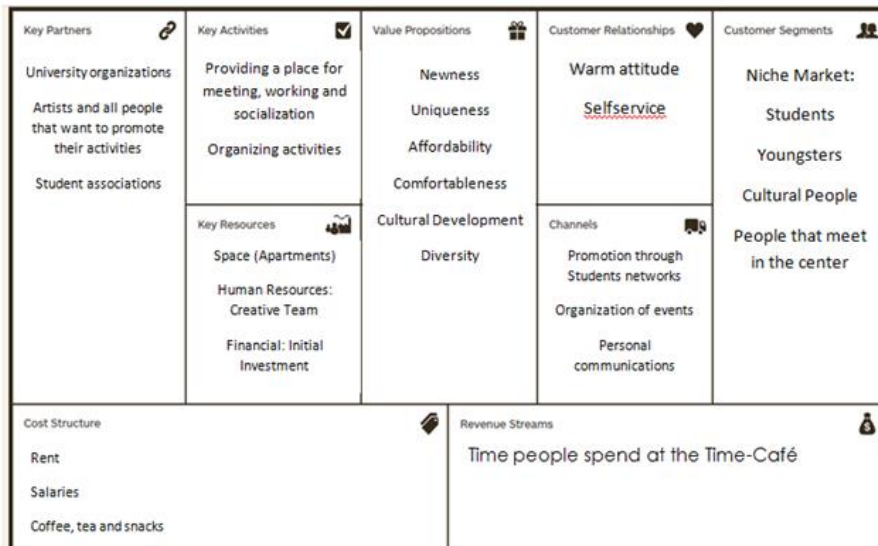 Key Partners
University organizations
Artists and all people
that want to promote
their activities
Student associations
Key Activities
Providing a place for
meeting, working and
socialization
Organizing activities
Key Resources
Space (Apartments)
Human Resources:
Creative Team
Financial: Initial
Investment
Value Propositions
Newness
Uniqueness
Affordability
Comfortableness
Cultural Development
Diversity
Customer Relationships
Warm attitude
Selfservice
Channels
Promotion through
Students networks
Organization of events
Personal
communications
Customer Segments
Niche Market:
Students
Youngsters
Cultural People
People that meet
in the center
Cost Structure
Rent
Salaries
Coffee, tea and snacks
Revenue Streams
Time people spend at the Time-Café